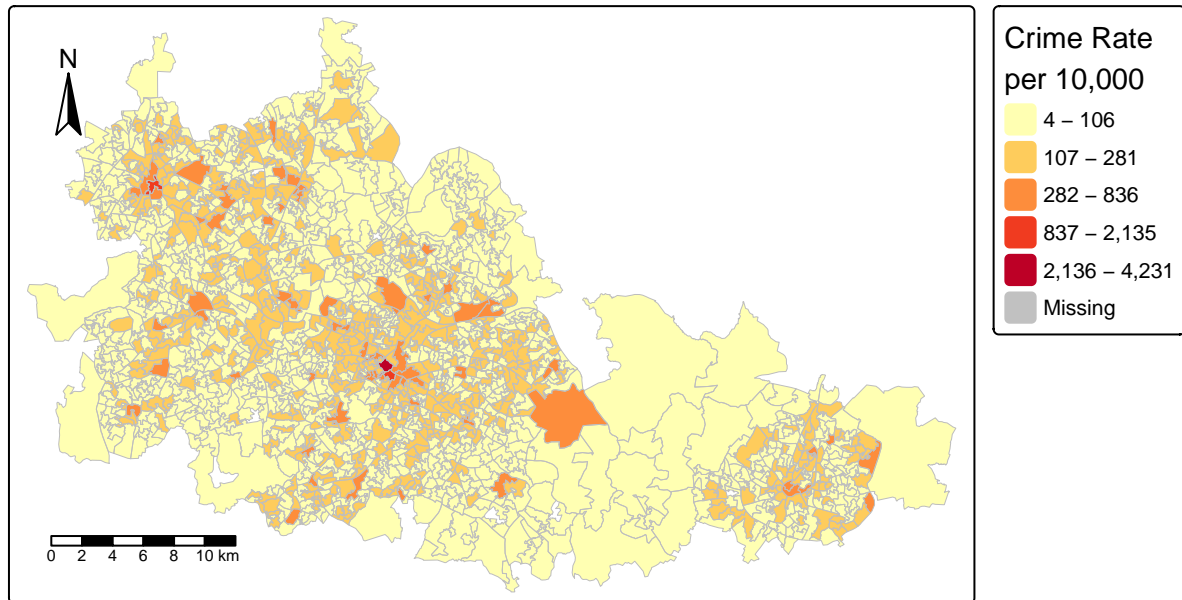 N
0 2 4 6 8 10 km
Crime Rate
per 10,000
4 – 106
107 – 281
282 – 836
837 – 2,135
2,136 – 4,231
Missing